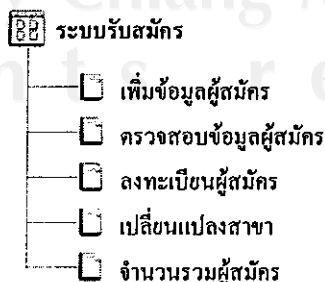 ระบบรับสมัคร
เพิ่มข้อมูลผู้สมัคร
ตรวจสอบข้อมูลผู้สมัคร
ลงทะเบียนผู้สมัคร
เปลี่ยนแปลงสาขา
จำนวนรวมผู้สมัคร